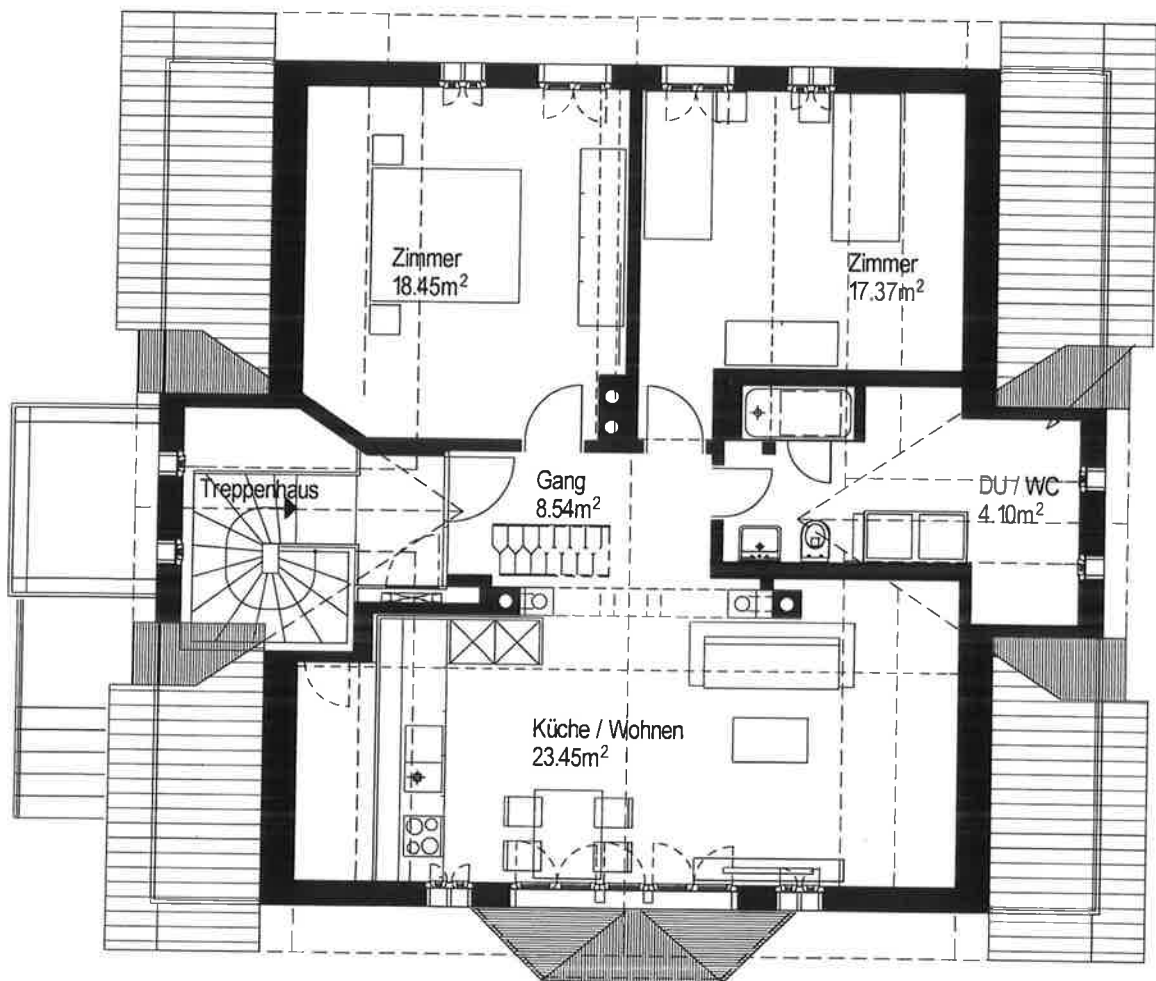 Zimmer
18.45m²
Zimmer
17.37m²
Treppenhaus
Gang
8.54m²
DU / WC
4.10m²
Küche / Wohnen
23.45m²